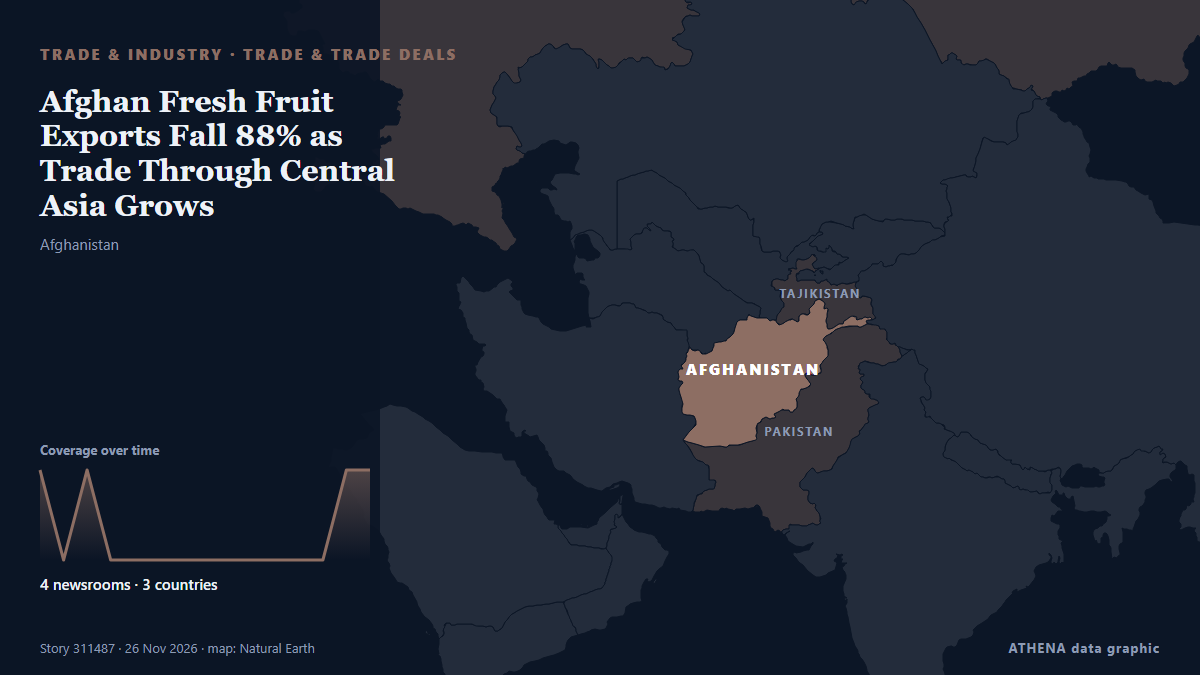 TRADE & INDUSTRY · TRADE & TRADE DEALS
Afghan Fresh Fruit
Exports Fall 88% as
Trade Through Central
Asia Grows
Afghanistan
TAJIKISTAN
AFGHANISTAN
PAKISTAN
Coverage over time
4 newsrooms · 3 countries
Story 311487 · 26 Nov 2026 · map: Natural Earth
ATHENA data graphic